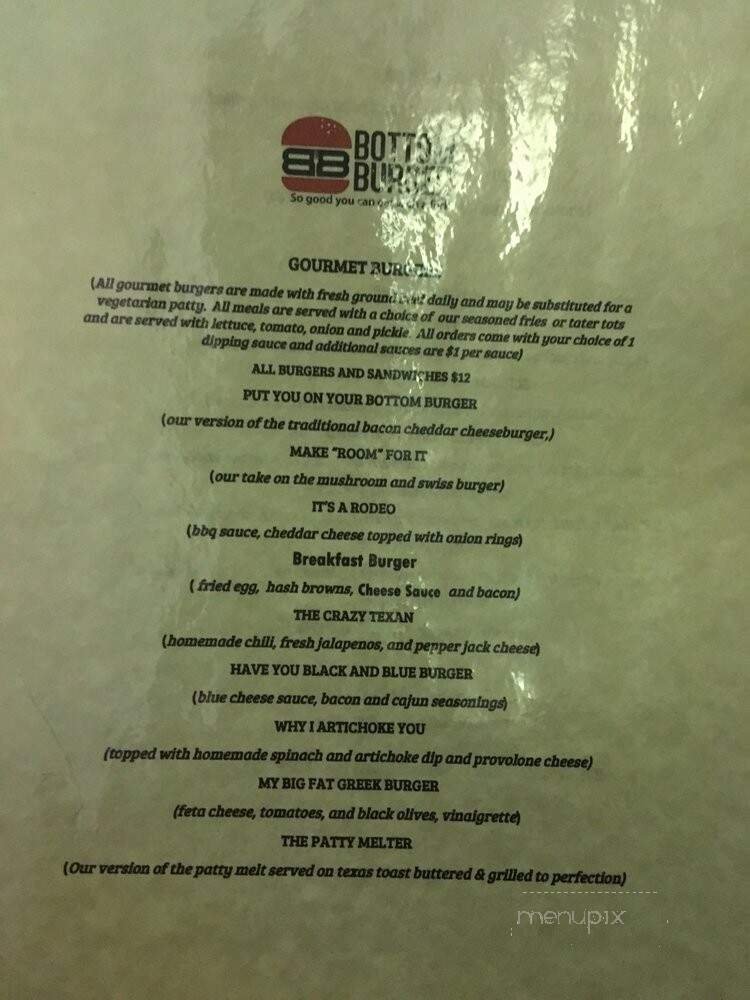 BB BOTTOM
BURGER
So good you can
GOURMET BURGERS
(All gourmet burgers are made with fresh ground beef daily and may be substituted for a
vegetarian patty. All meals are served with a choice of our seasoned fries or tater tots
and are served with lettuce, tomato, onion and pickle. All orders come with your choice of 1
dipping sauce and additional sauces are $1 per sauce)
ALL BURGERS AND SANDWICHES $12
PUT YOU ON YOUR BOTTOM BURGER
(our version of the traditional bacon cheddar cheeseburger,)
MAKE "ROOM" FOR IT
(our take on the mushroom and swiss burger)
IT'S A RODEO
(bbq sauce, cheddar cheese topped with onion rings)
Breakfast Burger
( fried egg, hash browns, Cheese Sauce and bacon)
THE CRAZY TEXAN
(homemade chili, fresh jalapenos, and pepper jack cheese)
HAVE YOU BLACK AND BLUE BURGER
(blue cheese sauce, bacon and cajun seasonings)
WHY I ARTICHOKE YOU
(topped with homemade spinach and artichoke dip and provolone cheese)
MY BIG FAT GREEK BURGER
(feta cheese, tomatoes, and black olives, vinaigrette)
THE PATTY MELTER
(Our version of the patty melt served on texas toast buttered & grilled to perfection)
menupix